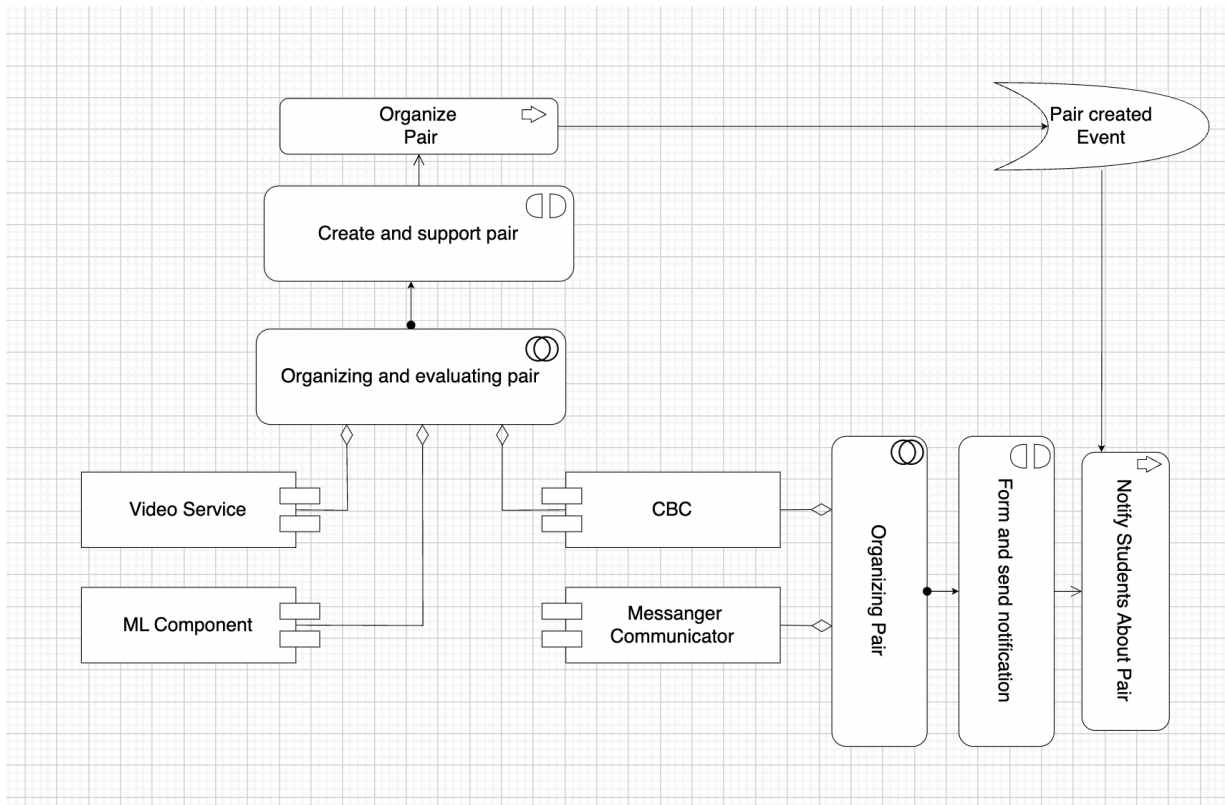 Organize
Pair
Pair created
Event
Create and support pair
Organizing and evaluating pair
Video Service
CBC
ML Component
Messanger
Communicator
Organizing Pair
Form and send notification
Notify Students About Pair